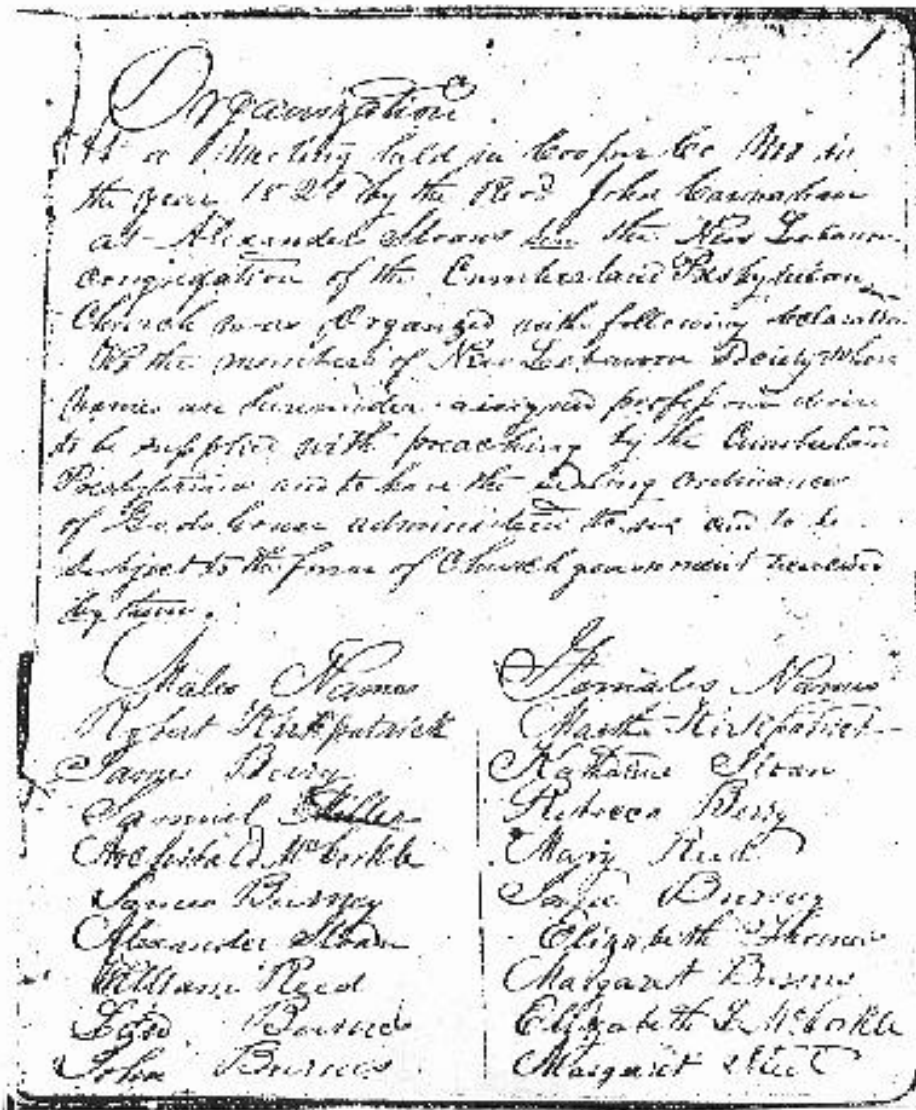 1
Organization
At a Meeting held in Cooper Co Mo in
the year 1820 by the Revd John Carnahan
at Alexander Sloans the New Lebanon
Congregation of the Cumberland Presbyterian
Church was Organized with following declaration
We the members of New Lebanon Society whose
names are hereunder assigned profess our desire
to be supplied with preaching by the Cumberland
Presbyterians and to have the Sealing Ordinances
of Gods house administered to us and to be
subject to the form of Church government received
by them.
Males Names
Robert Kirkpatrick
James Berry
Samuel
Archibald McCorkle
James Burney
Alexander Sloan
William Reed
John Burnes
Females Names
Martha Kirkpatrick
Katharine Sloan
Rebecca Berry
Mary Reed
Burney
Elizabeth Thomas
Margaret Burnes
Elizabeth L McCorkle
Margaret